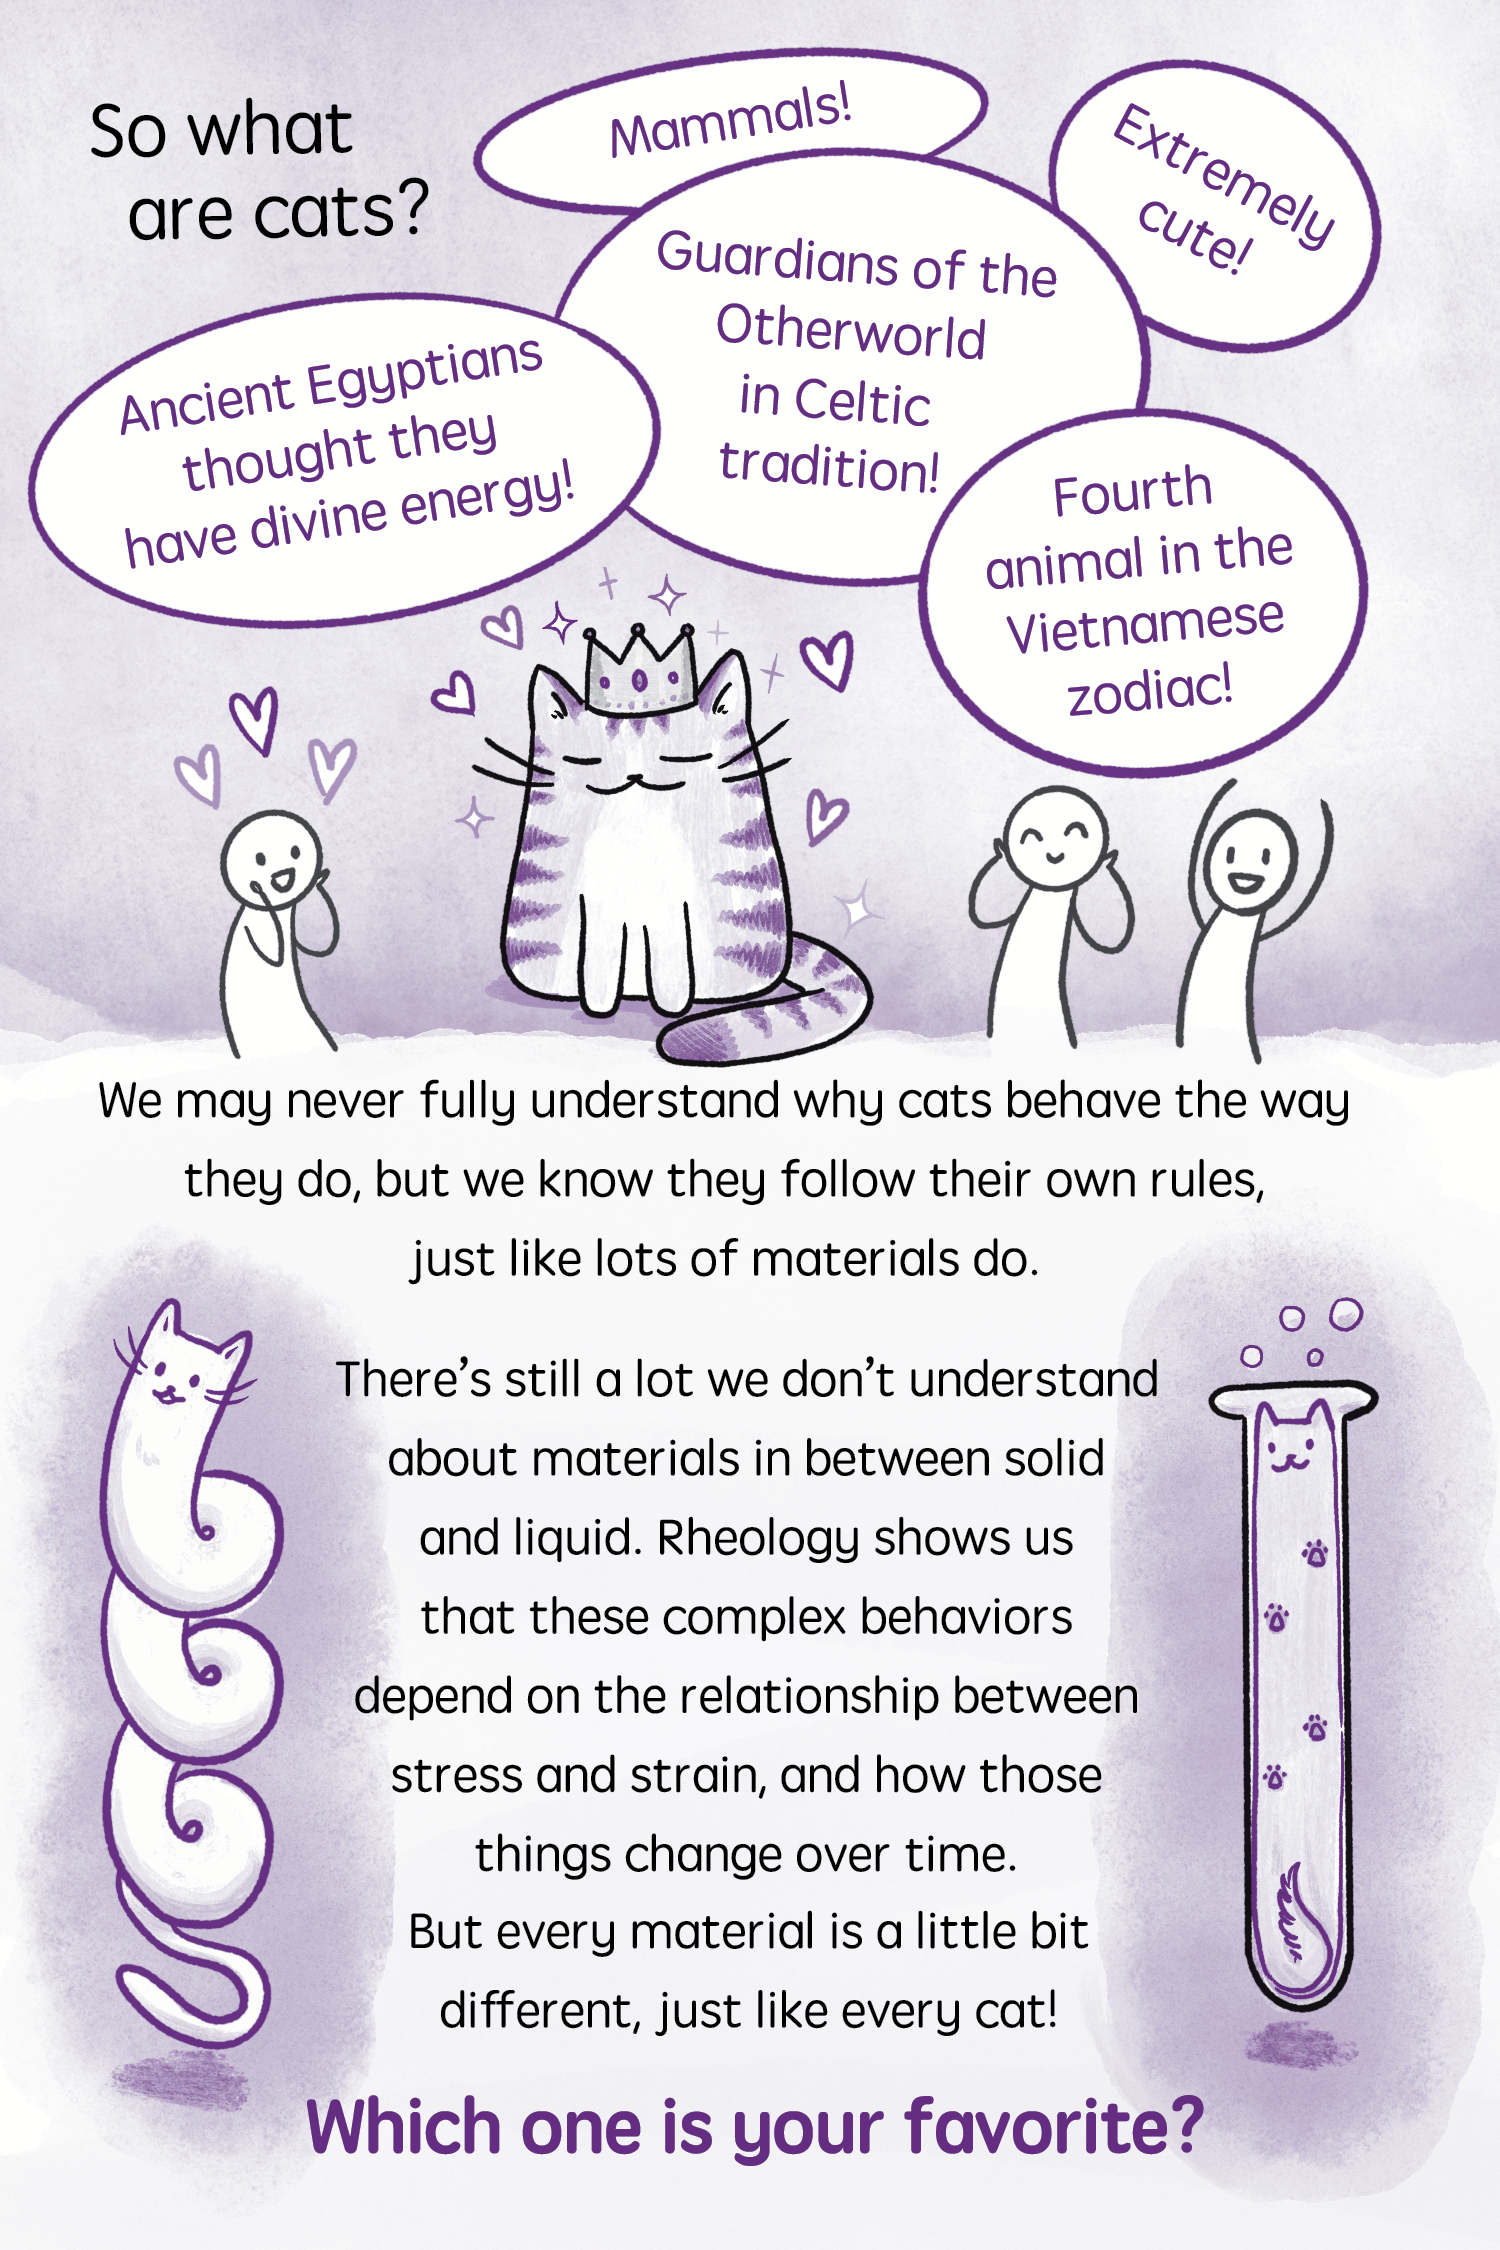 So what
are cats?
Mammals!
Extremely
cute!
Guardians of the
Otherworld
in Celtic
tradition!
Ancient Egyptians
thought they
have divine energy!
Fourth
animal in the
Vietnamese
zodiac!
We may never fully understand why cats behave the way
they do, but we know they follow their own rules,
just like lots of materials do.
There’s still a lot we don’t understand
about materials in between solid
and liquid. Rheology shows us
that these complex behaviors
depend on the relationship between
stress and strain, and how those
things change over time.
But every material is a little bit
different, just like every cat!
Which one is your favorite?